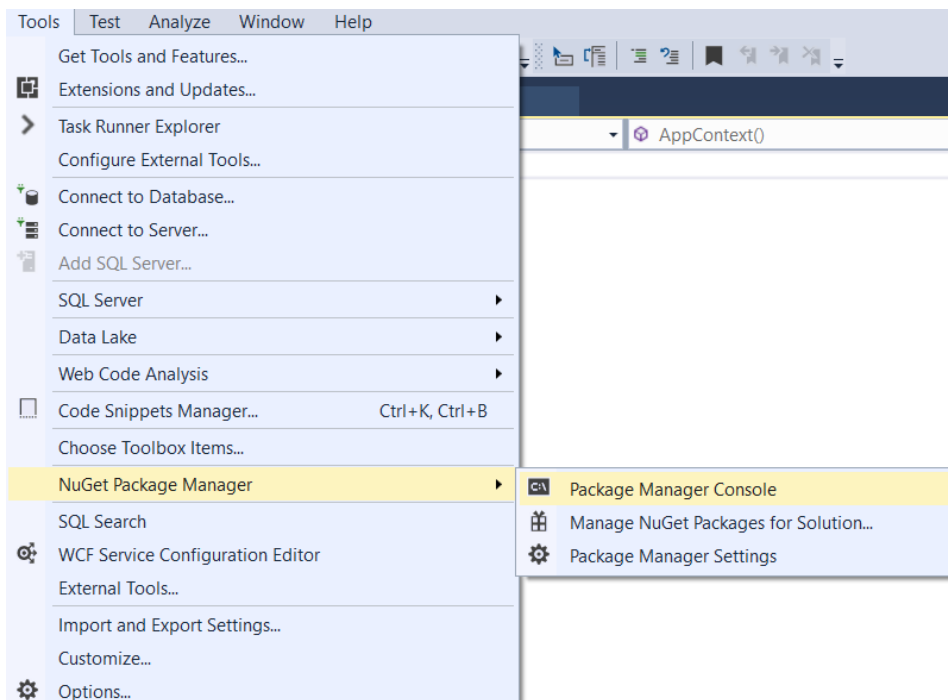 Tools Test Analyze Window Help
Get Tools and Features...
Extensions and Updates...
Task Runner Explorer
AppContext()
Configure External Tools...
Connect to Database...
Connect to Server...
Add SQL Server...
SQL Server
Data Lake
Web Code Analysis
Code Snippets Manager... Ctrl+K, Ctrl+B
Choose Toolbox Items...
NuGet Package Manager
C:\ Package Manager Console
Manage NuGet Packages for Solution...
Package Manager Settings
SQL Search
WCF Service Configuration Editor
External Tools...
Import and Export Settings...
Customize...
Options...